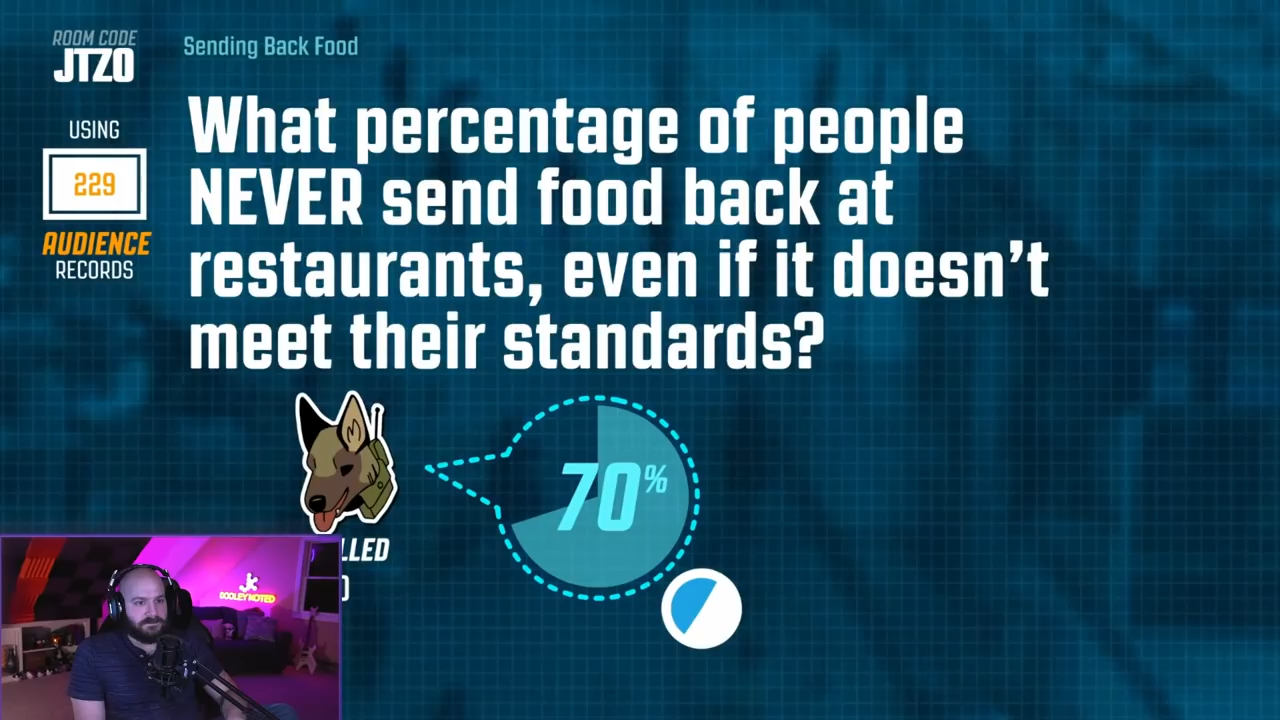 ROOM CODE
JTZO
Sending Back Food
USING
229
AUDIENCE
RECORDS
What percentage of people
NEVER send food back at
restaurants, even if it doesn't
meet their standards?
70%
DOOLEYNOTED